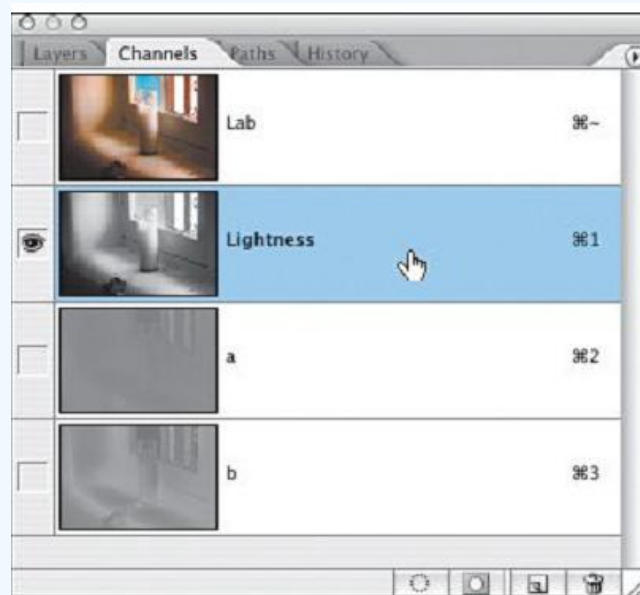 Layers Channels Paths History
Lab ⌘~
Lightness ⌘1
a ⌘2
b ⌘3